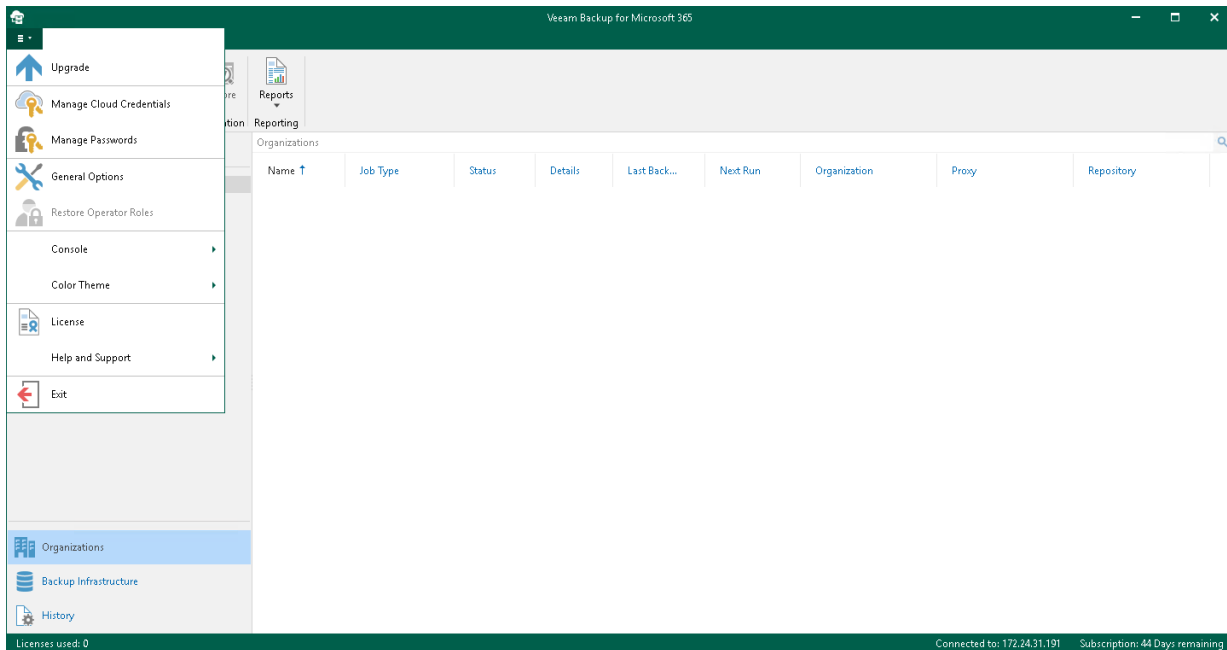 Veeam Backup for Microsoft 365
Upgrade
Manage Cloud Credentials
Manage Passwords
General Options
Restore Operator Roles
Console
Color Theme
License
Help and Support
Exit
Reports
Reporting
Organizations
Name Job Type Status Details Last Back... Next Run Organization Proxy Repository
Organizations
Backup Infrastructure
History
Licenses used: 0 Connected to: 172.24.31.191 Subscription: 44 Days remaining